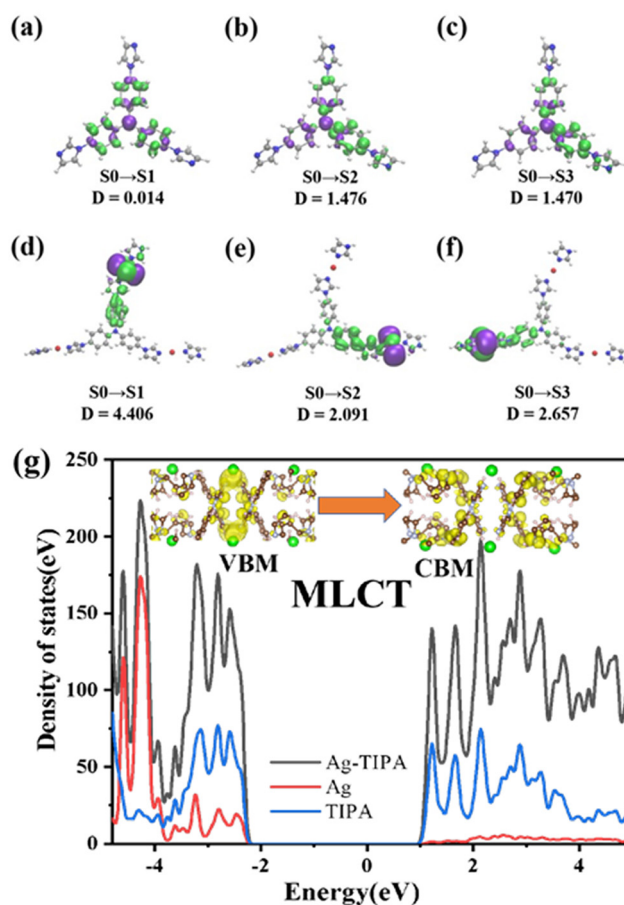 (a) (b) (c)
S0→S1 S0→S2 S0→S3
D = 0.014 D = 1.476 D = 1.470
(d) (e) (f)
S0→S1 S0→S2 S0→S3
D = 4.406 D = 2.091 D = 2.657
(g)
250
200
150
100
50
0
Density of states(eV)
VBM CBM
MLCT
Ag-TIPA
Ag
TIPA
-4 -2 0 2 4
Energy(eV)